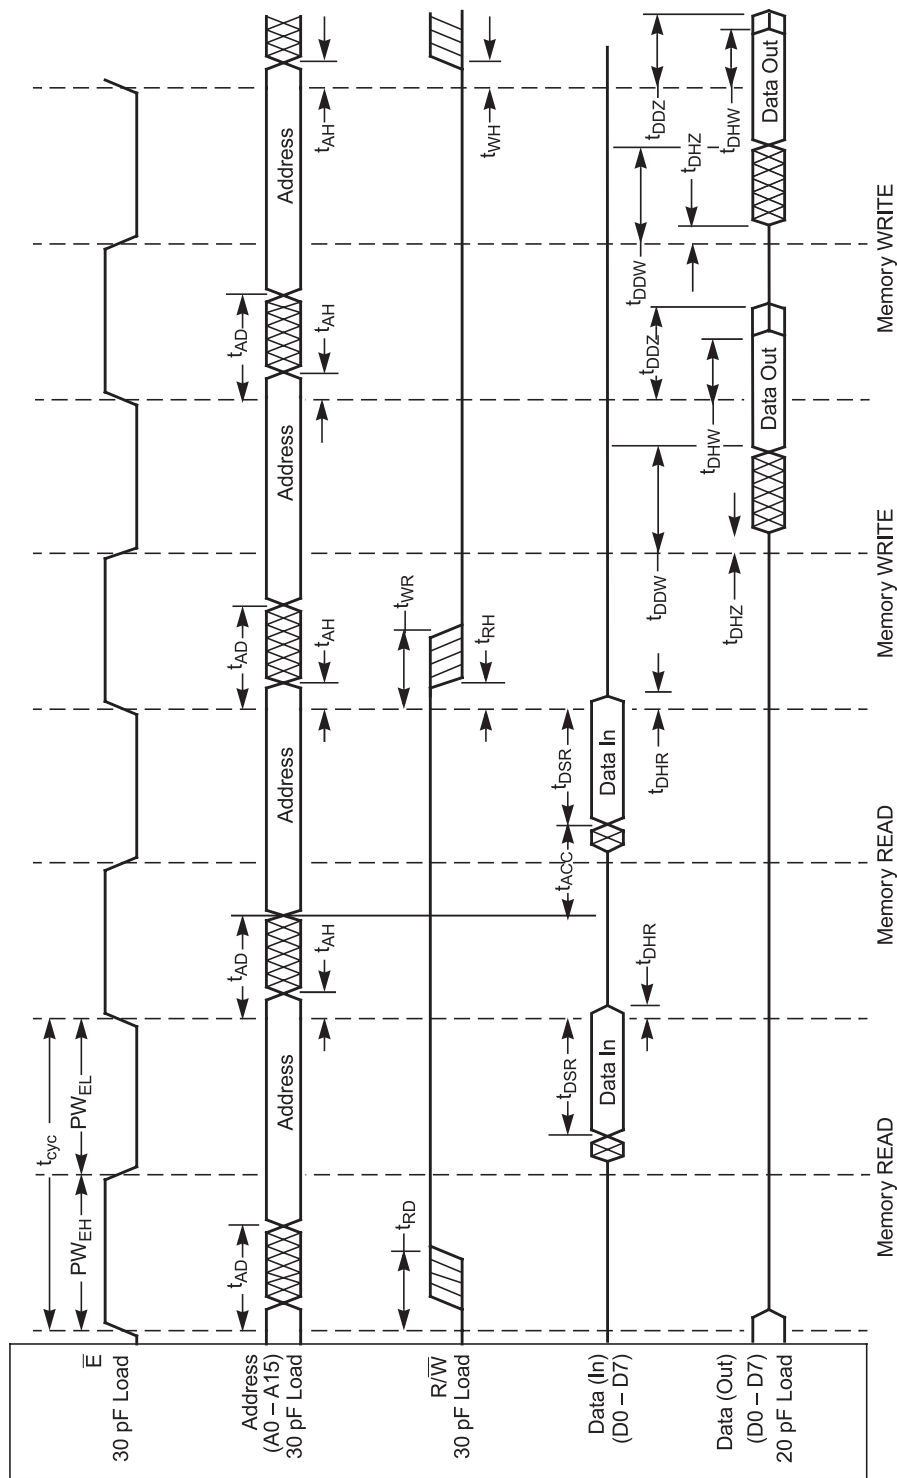 E
30 pF Load
t_cyc
PW_EH
PW_EL
Address
(A0 – A15)
30 pF Load
t_AD
Address
t_AD
t_AH
Address
t_AD
t_AH
Address
t_AD
t_AH
Address
t_AH
R/W
30 pF Load
t_RD
t_WR
t_RH
t_WH
Data (In)
(D0 – D7)
t_DSR
Data In
t_DHR
t_ACC
t_DSR
Data In
t_DHR
Data (Out)
(D0 – D7)
20 pF Load
t_DDW
t_DHZ
t_DHW
t_DDZ
Data Out
t_DDW
t_DHZ
t_DHW
t_DDZ
Data Out
Memory READ
Memory READ
Memory WRITE
Memory WRITE